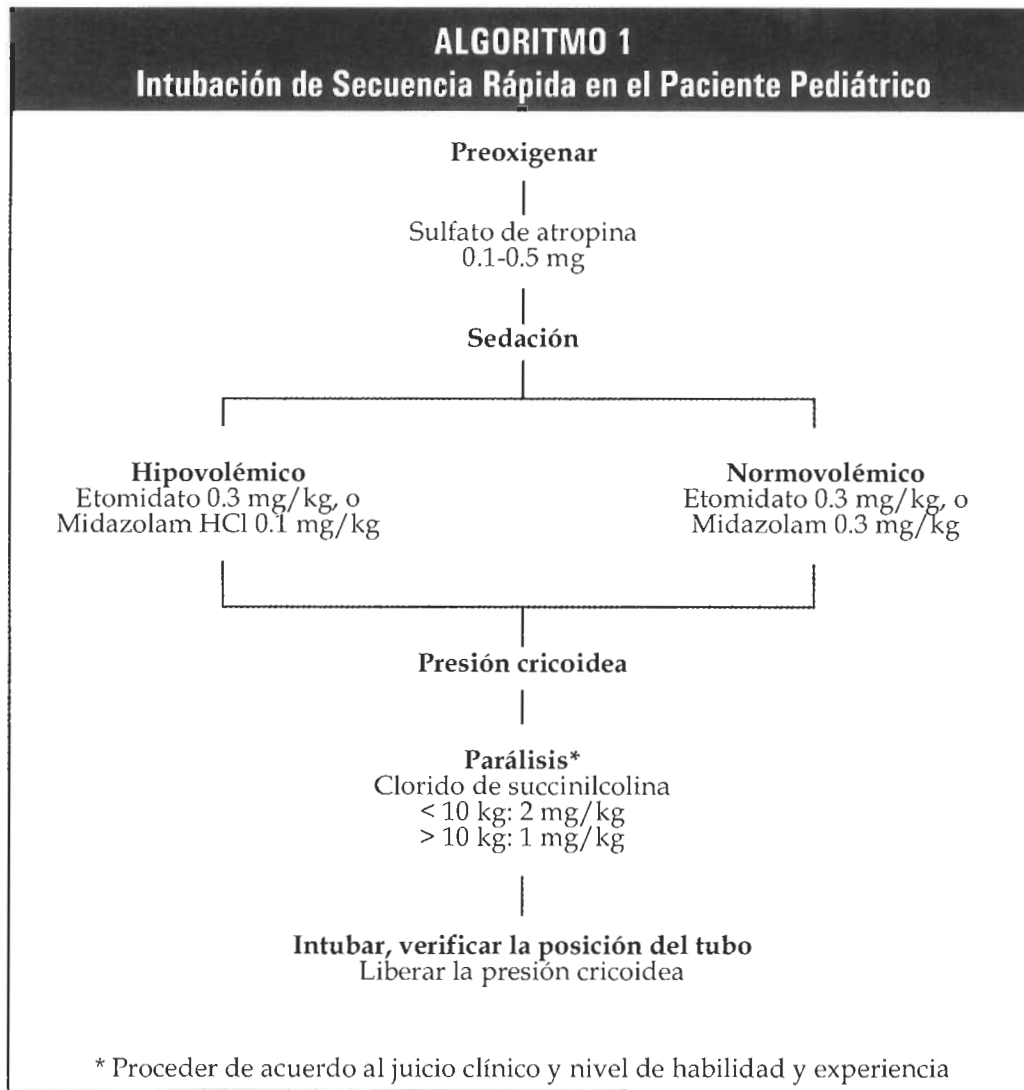 ALGORITMO 1
Intubación de Secuencia Rápida en el Paciente Pediátrico
Preoxigenar
Sulfato de atropina
0.1-0.5 mg
Sedación
Hipovolémico
Etomidato 0.3 mg/kg, o
Midazolam HCl 0.1 mg/kg
Normovolémico
Etomidato 0.3 mg/kg, o
Midazolam 0.3 mg/kg
Presión cricoidea
Parálisis*
Clorido de succinilcolina
< 10 kg: 2 mg/kg
> 10 kg: 1 mg/kg
Intubar, verificar la posición del tubo
Liberar la presión cricoidea
* Proceder de acuerdo al juicio clínico y nivel de habilidad y experiencia